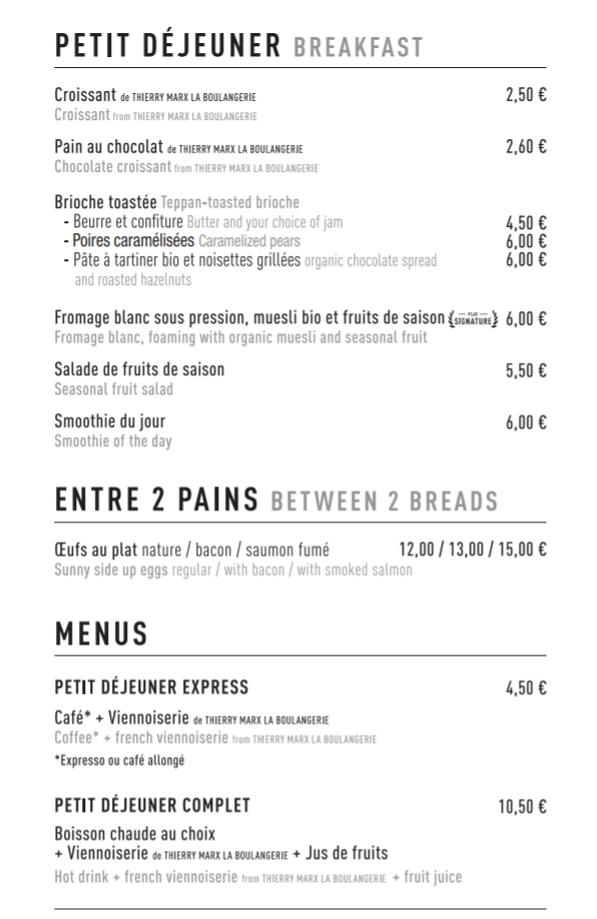 PETIT DÉJEUNER BREAKFAST
Croissant de THIERRY MARX LA BOULANGERIE 2,50 €
Croissant from THIERRY MARX LA BOULANGERIE
Pain au chocolat de THIERRY MARX LA BOULANGERIE 2,60 €
Chocolate croissant from THIERRY MARX LA BOULANGERIE
Brioche toastée Teppan-toasted brioche
- Beurre et confiture Butter and your choice of jam 4,50 €
- Poires caramélisées Caramelized pears 6,00 €
- Pâte à tartiner bio et noisettes grillées organic chocolate spread 6,00 €
and roasted hazelnuts
Fromage blanc sous pression, muesli bio et fruits de saison PLAT SIGNATURE 6,00 €
Fromage blanc, foaming with organic muesli and seasonal fruit
Salade de fruits de saison 5,50 €
Seasonal fruit salad
Smoothie du jour 6,00 €
Smoothie of the day
ENTRE 2 PAINS BETWEEN 2 BREADS
Œufs au plat nature / bacon / saumon fumé 12,00 / 13,00 / 15,00 €
Sunny side up eggs regular / with bacon / with smoked salmon
MENUS
PETIT DÉJEUNER EXPRESS 4,50 €
Café* + Viennoiserie de THIERRY MARX LA BOULANGERIE
Coffee* + french viennoiserie from THIERRY MARX LA BOULANGERIE
*Expresso ou café allongé
PETIT DÉJEUNER COMPLET 10,50 €
Boisson chaude au choix
+ Viennoiserie de THIERRY MARX LA BOULANGERIE + Jus de fruits
Hot drink + french viennoiserie from THIERRY MARX LA BOULANGERIE + fruit juice